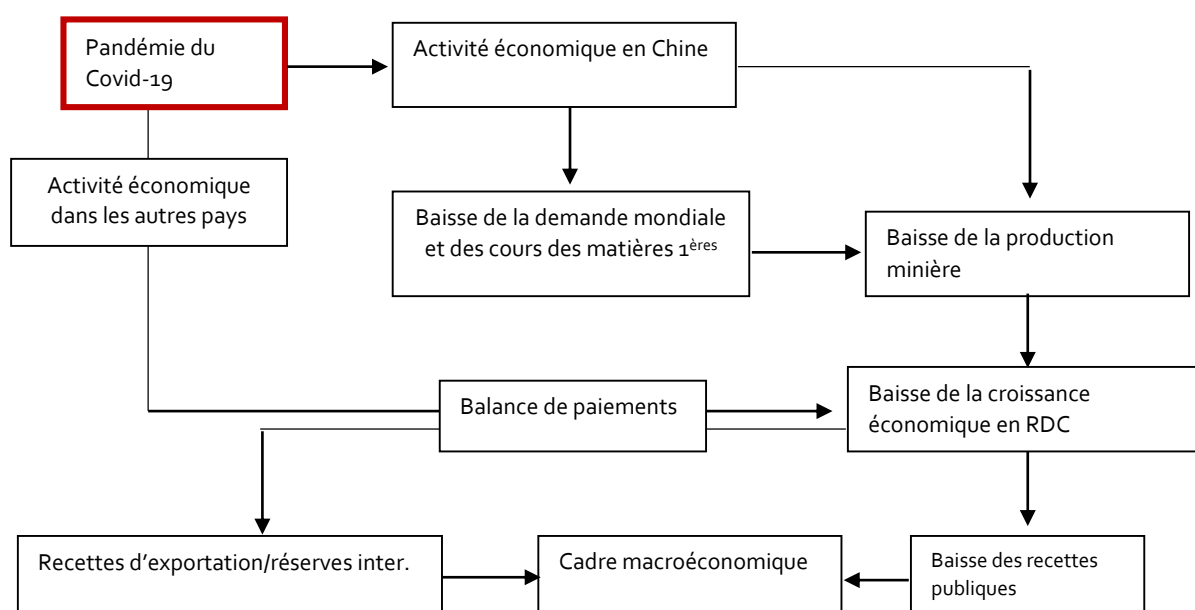 Pandémie du
Covid-19
Activité économique en Chine
Activité économique
dans les autres pays
Baisse de la demande mondiale
et des cours des matières 1ères
Baisse de la production
minière
Balance de paiements
Baisse de la croissance
économique en RDC
Recettes d’exportation/réserves inter.
Cadre macroéconomique
Baisse des recettes
publiques